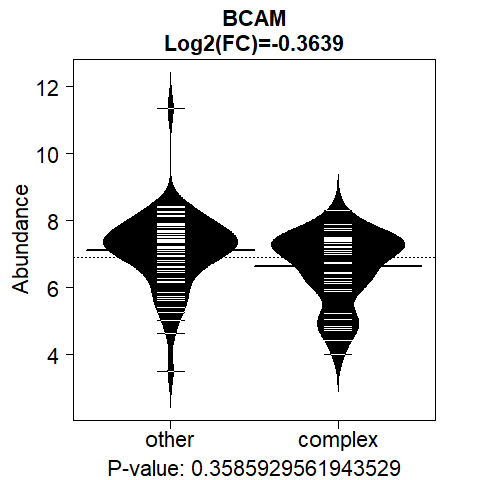 BCAM
Log2(FC)=-0.3639
12
10
8
6
4
Abundance
other
complex
P-value: 0.3585929561943529